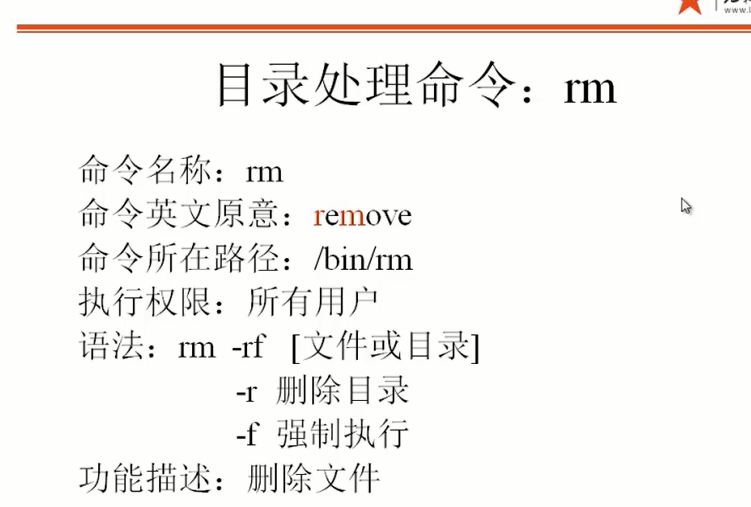 www.
目录处理命令：rm
命令名称：rm
命令英文原意：remove
命令所在路径：/bin/rm
执行权限：所有用户
语法：rm -rf [文件或目录]
-r 删除目录
-f 强制执行
功能描述：删除文件